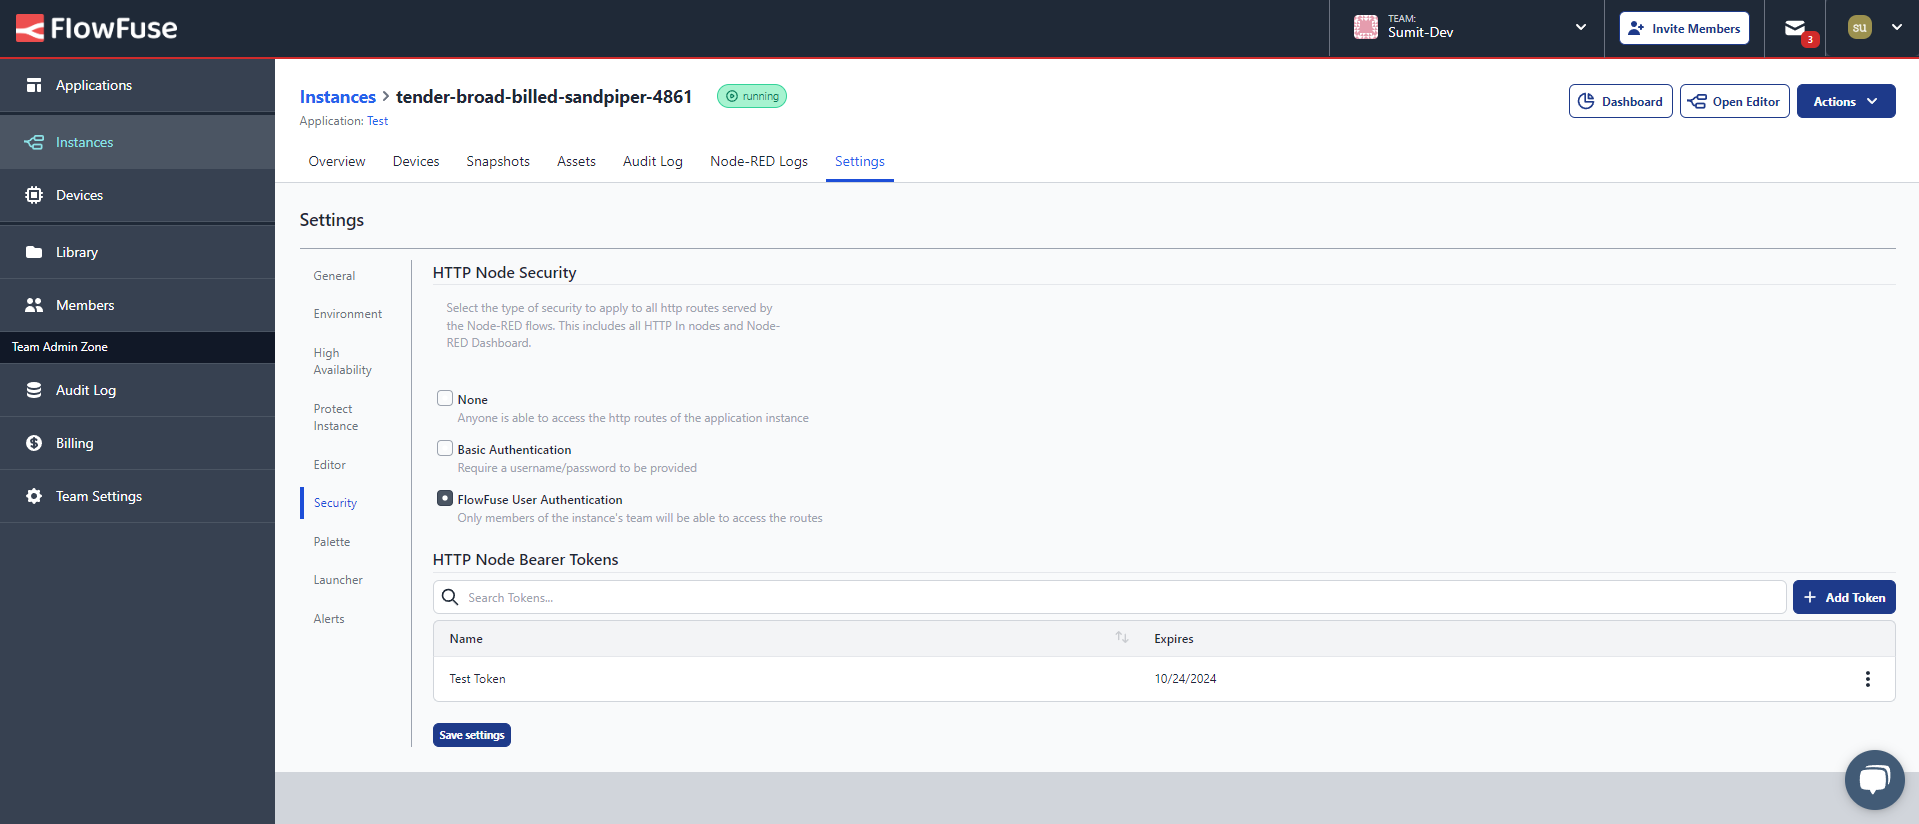 FlowFuse
TEAM:
Sumit-Dev
Invite Members
3
su
Applications
Instances
Devices
Library
Members
Team Admin Zone
Audit Log
Billing
Team Settings
Instances > tender-broad-billed-sandpiper-4861
running
Application: Test
Dashboard
Open Editor
Actions
Overview
Devices
Snapshots
Assets
Audit Log
Node-RED Logs
Settings
Settings
General
Environment
High
Availability
Protect
Instance
Editor
Security
Palette
Launcher
Alerts
HTTP Node Security
Select the type of security to apply to all http routes served by
the Node-RED flows. This includes all HTTP In nodes and Node-
RED Dashboard.
None
Anyone is able to access the http routes of the application instance
Basic Authentication
Require a username/password to be provided
FlowFuse User Authentication
Only members of the instance's team will be able to access the routes
HTTP Node Bearer Tokens
Search Tokens...
Add Token
Name
Expires
Test Token
10/24/2024
Save settings